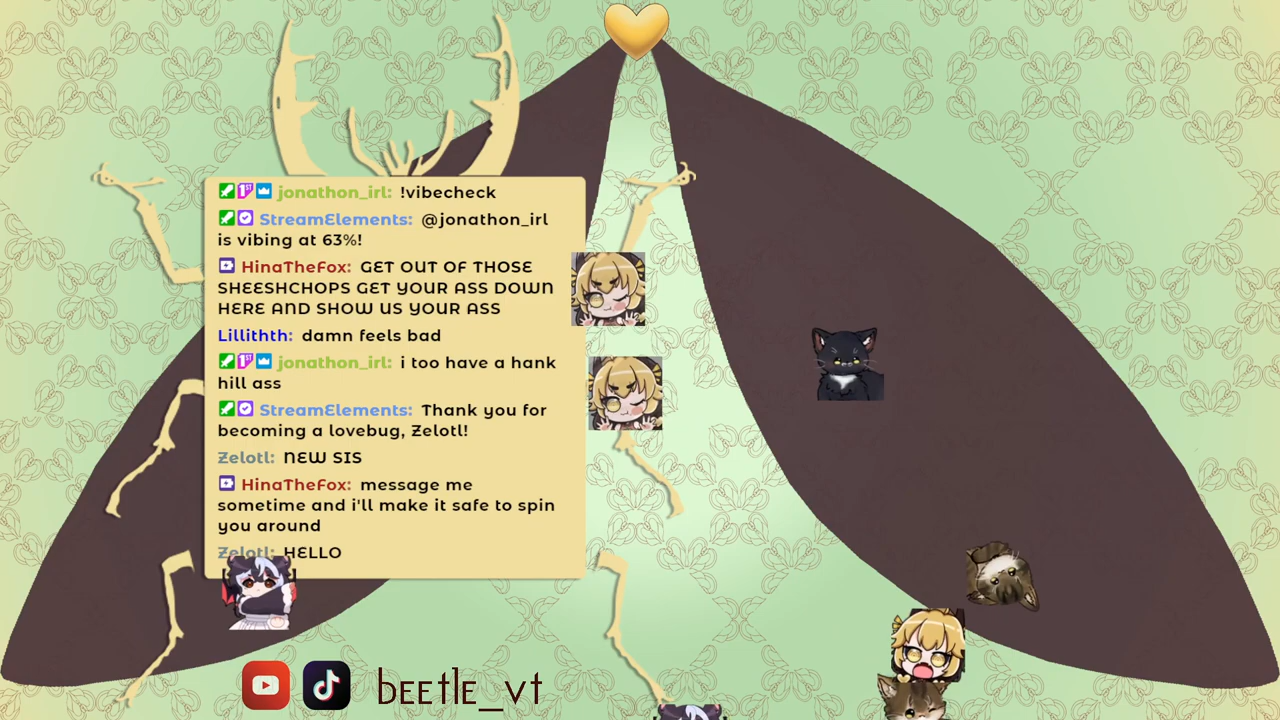 jonathon_irl: !vibecheck
StreamElements: @jonathon_irl
is vibing at 63%!
HinaTheFox: GET OUT OF THOSE
SHEESHCHOPS GET YOUR ASS DOWN
HERE AND SHOW US YOUR ASS
Lillithth: damn feels bad
jonathon_irl: i too have a hank
hill ass
StreamElements: Thank you for
becoming a lovebug, Zelotl!
Zelotl: NEW SIS
HinaTheFox: message me
sometime and i'll make it safe to spin
you around
Zelotl: HELLO
beetle_vt